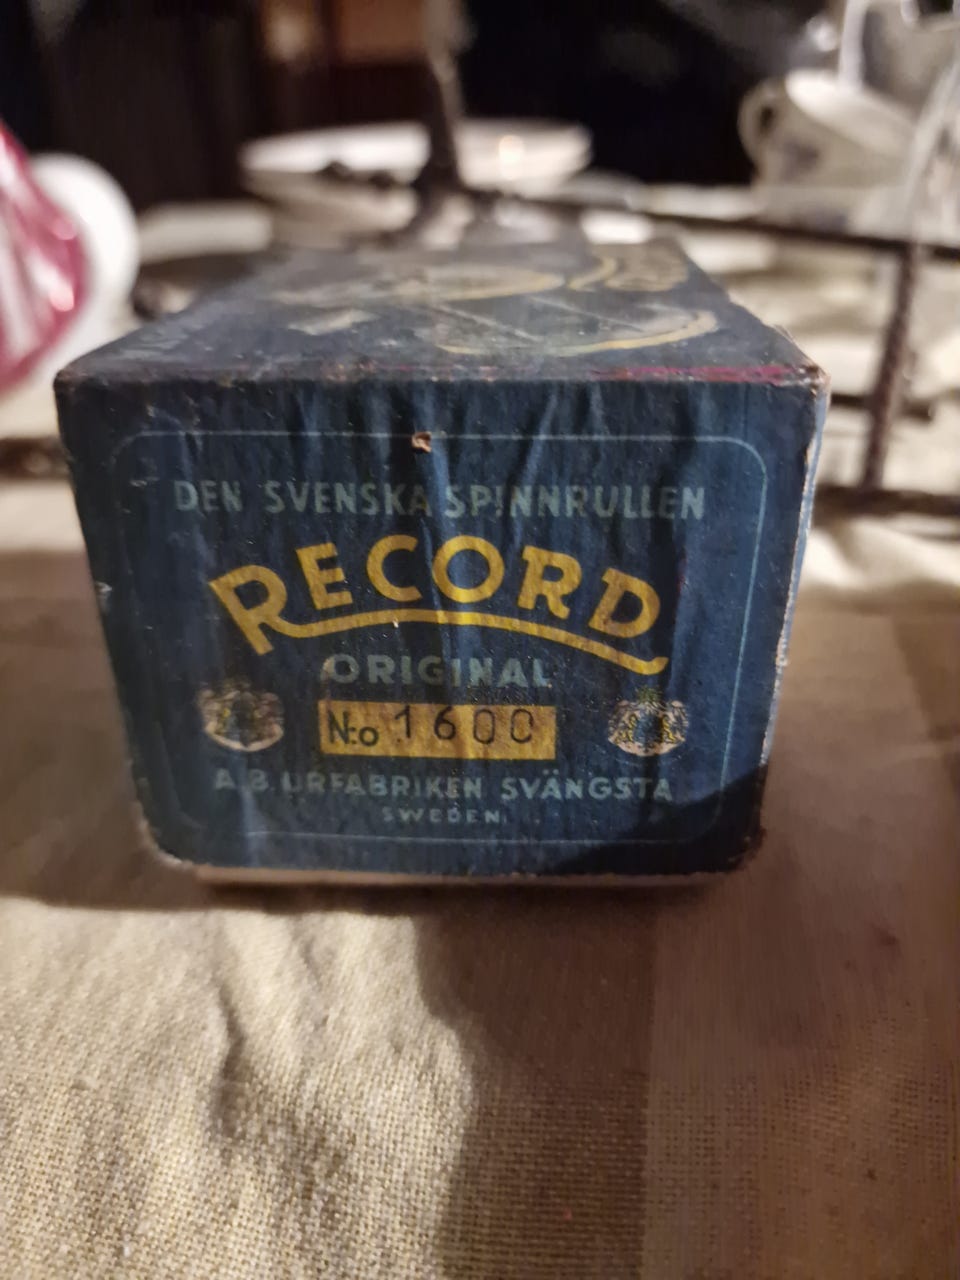 DEN SVENSKA SPINNRULLEN
RECORD
ORIGINAL
N:o 1600
A.B. URFABRIKEN SVÄNGSTA
SWEDEN.